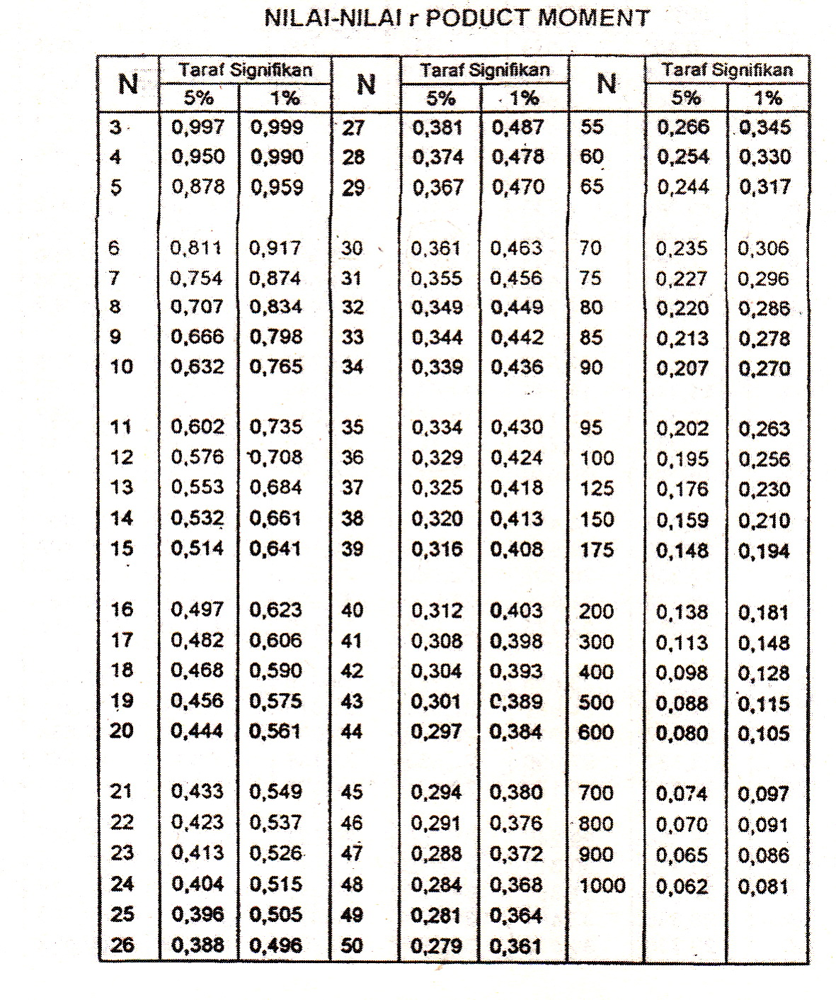 NILAI-NILAI r PODUCT MOMENT
N Taraf Signifikan N Taraf Signifikan N Taraf Signifikan
5% 1% 5% 1% 5% 1%
3 0,997 0,999 27 0,381 0,487 55 0,266 0,345
4 0,950 0,990 28 0,374 0,478 60 0,254 0,330
5 0,878 0,959 29 0,367 0,470 65 0,244 0,317
6 0,811 0,917 30 0,361 0,463 70 0,235 0,306
7 0,754 0,874 31 0,355 0,456 75 0,227 0,296
8 0,707 0,834 32 0,349 0,449 80 0,220 0,286
9 0,666 0,798 33 0,344 0,442 85 0,213 0,278
10 0,632 0,765 34 0,339 0,436 90 0,207 0,270
11 0,602 0,735 35 0,334 0,430 95 0,202 0,263
12 0,576 0,708 36 0,329 0,424 100 0,195 0,256
13 0,553 0,684 37 0,325 0,418 125 0,176 0,230
14 0,532 0,661 38 0,320 0,413 150 0,159 0,210
15 0,514 0,641 39 0,316 0,408 175 0,148 0,194
16 0,497 0,623 40 0,312 0,403 200 0,138 0,181
17 0,482 0,606 41 0,308 0,398 300 0,113 0,148
18 0,468 0,590 42 0,304 0,393 400 0,098 0,128
19 0,456 0,575 43 0,301 0,389 500 0,088 0,115
20 0,444 0,561 44 0,297 0,384 600 0,080 0,105
21 0,433 0,549 45 0,294 0,380 700 0,074 0,097
22 0,423 0,537 46 0,291 0,376 800 0,070 0,091
23 0,413 0,526 47 0,288 0,372 900 0,065 0,086
24 0,404 0,515 48 0,284 0,368 1000 0,062 0,081
25 0,396 0,505 49 0,281 0,364
26 0,388 0,496 50 0,279 0,361